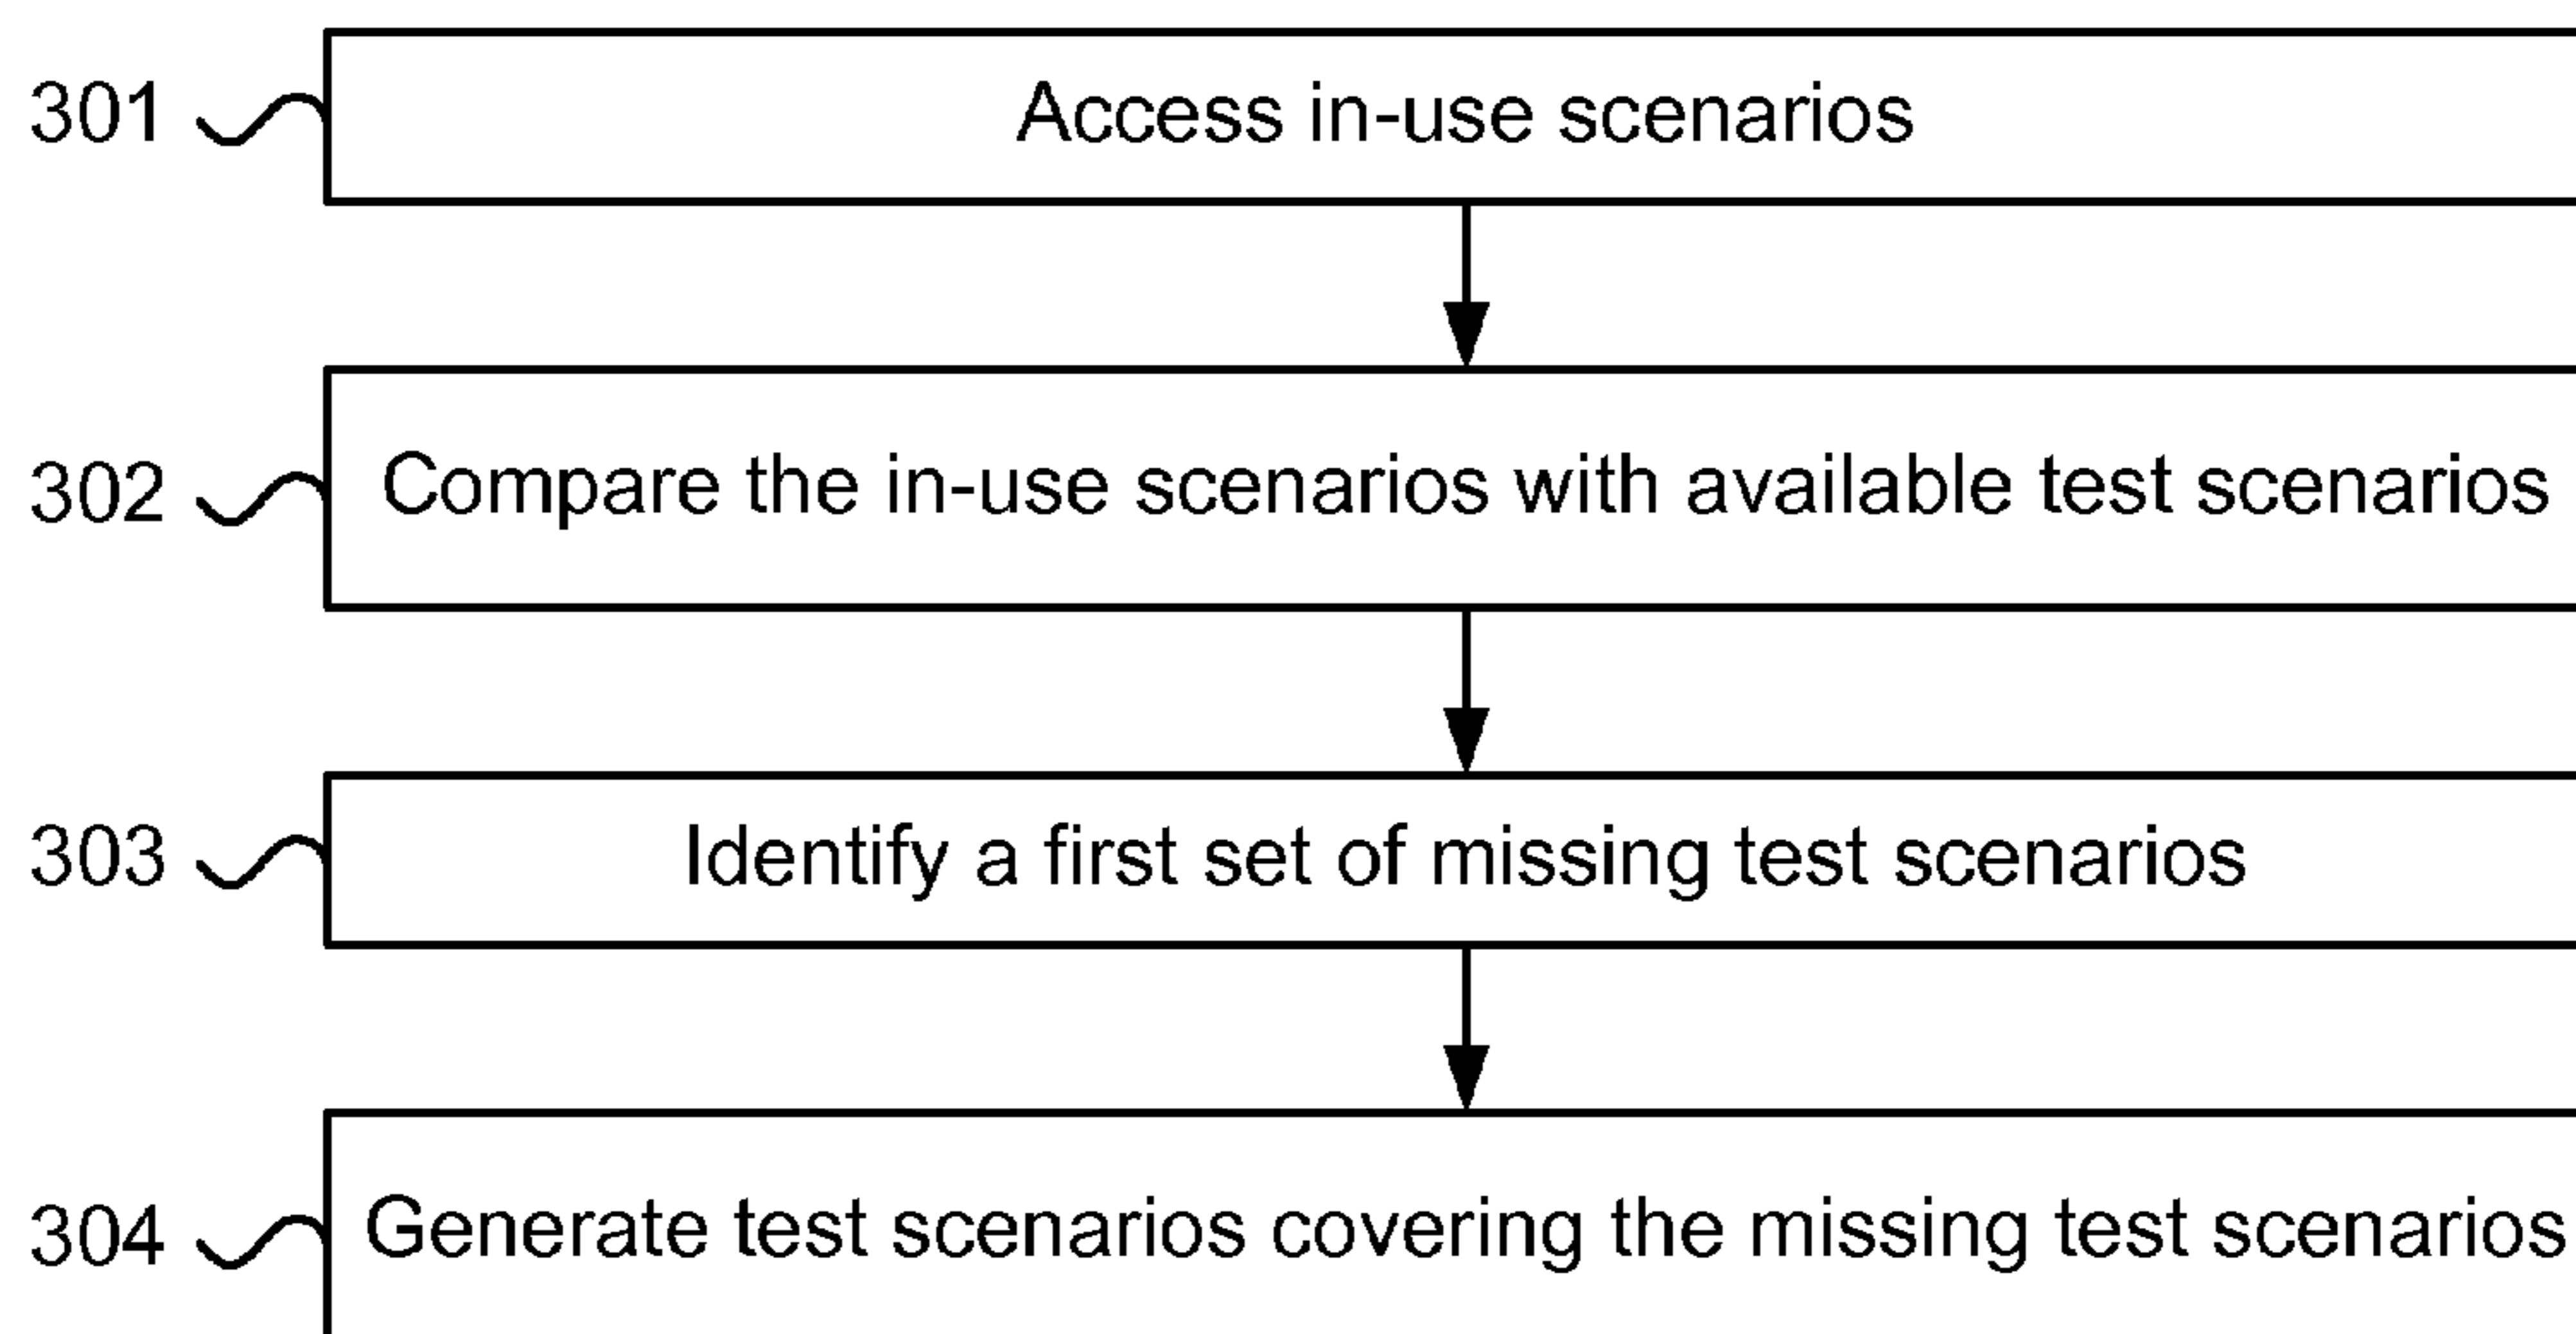 301 Access in-use scenarios
302 Compare the in-use scenarios with available test scenarios
303 Identify a first set of missing test scenarios
304 Generate test scenarios covering the missing test scenarios